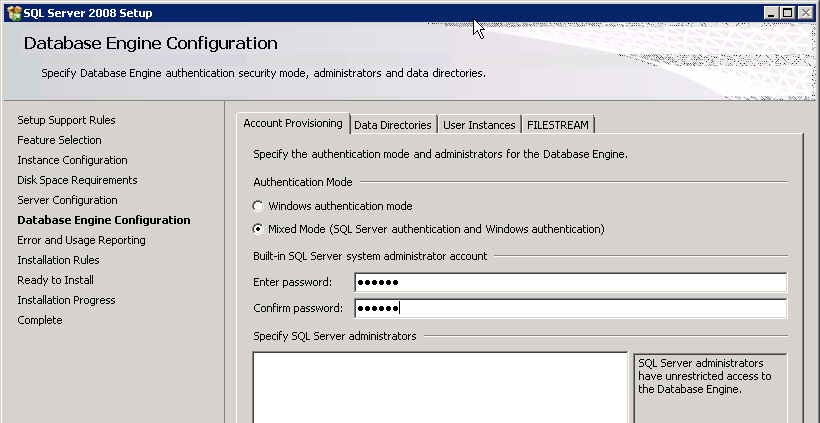 SQL Server 2008 Setup
Database Engine Configuration
Specify Database Engine authentication security mode, administrators and data directories.
Setup Support Rules
Feature Selection
Instance Configuration
Disk Space Requirements
Server Configuration
Database Engine Configuration
Error and Usage Reporting
Installation Rules
Ready to Install
Installation Progress
Complete
Account Provisioning Data Directories User Instances FILESTREAM
Specify the authentication mode and administrators for the Database Engine.
Authentication Mode
Windows authentication mode
Mixed Mode (SQL Server authentication and Windows authentication)
Built-in SQL Server system administrator account
Enter password: ●●●●●●
Confirm password: ●●●●●●
Specify SQL Server administrators
SQL Server administrators
have unrestricted access to
the Database Engine.